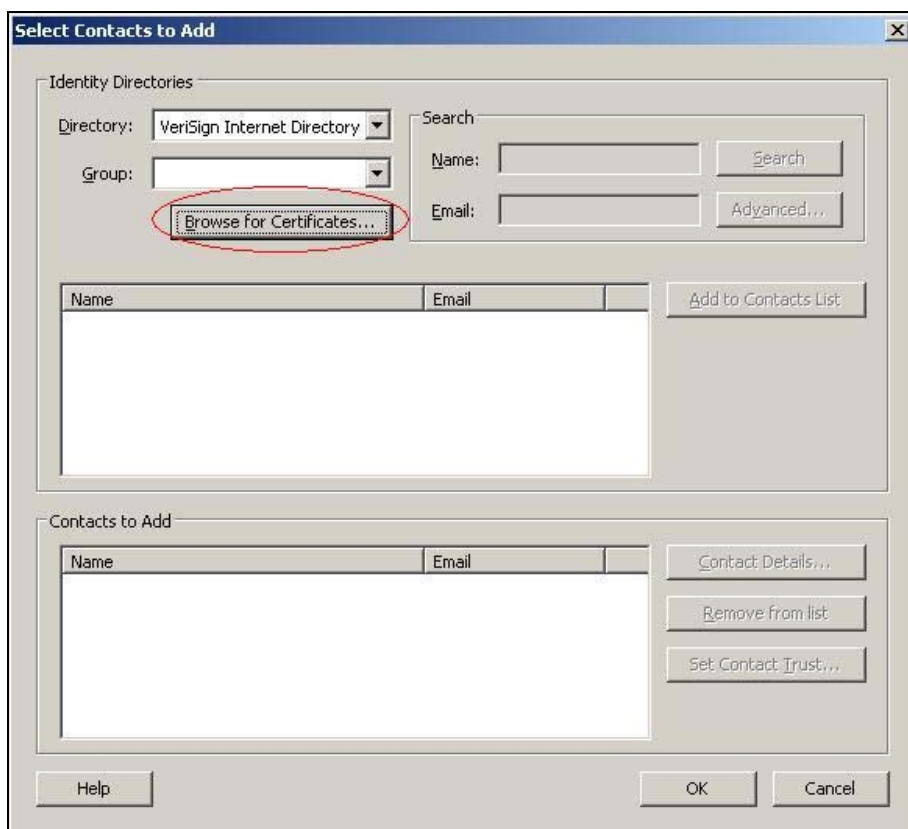 Select Contacts to Add
Identity Directories
Directory: VeriSign Internet Directory
Group:
Browse for Certificates...
Search
Name:
Search
Email:
Advanced...
Name Email
Add to Contacts List
Contacts to Add
Name Email
Contact Details...
Remove from list
Set Contact Trust...
Help OK Cancel